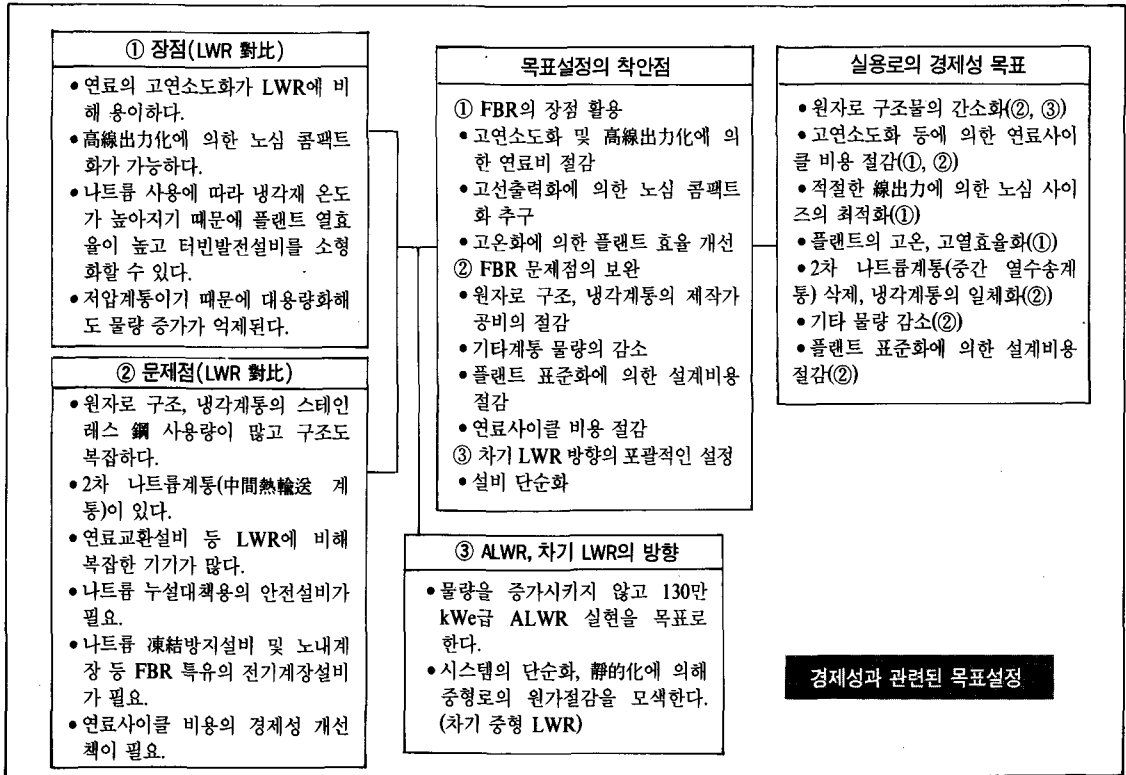 ① 장점(LWR 對比)
• 연료의 고연소도화가 LWR에 비
해 용이하다.
• 高線出力化에 의한 노심 콤팩트
화가 가능하다.
• 나트륨 사용에 따라 냉각재 온도
가 높아지기 때문에 플랜트 열효
율이 높고 터빈발전설비를 소형
화할 수 있다.
• 저압계통이기 때문에 대용량화해
도 물량 증가가 억제된다.
② 문제점(LWR 對比)
• 원자로 구조, 냉각계통의 스테인
레스 鋼 사용량이 많고 구조도
복잡하다.
• 2차 나트륨계통(中間熱輸送 계
통)이 있다.
• 연료교환설비 등 LWR에 비해
복잡한 기기가 많다.
• 나트륨 누설대책용의 안전설비가
필요.
• 나트륨 凍結방지설비 및 노내계
장 등 FBR 특유의 전기계장설비
가 필요.
• 연료사이클 비용의 경제성 개선
책이 필요.
목표설정의 착안점
① FBR의 장점 활용
• 고연소도화 및 高線出力化에 의
한 연료비 절감
• 고선출력화에 의한 노심 콤팩트
화 추구
• 고온화에 의한 플랜트 효율 개선
② FBR 문제점의 보완
• 원자로 구조, 냉각계통의 제작가
공비의 절감
• 기타계통 물량의 감소
• 플랜트 표준화에 의한 설계비용
절감
• 연료사이클 비용 절감
③ 차기 LWR 방향의 포괄적인 설정
• 설비 단순화
③ ALWR, 차기 LWR의 방향
• 물량을 증가시키지 않고 130만
kWe급 ALWR 실현을 목표로
한다.
• 시스템의 단순화, 靜的化에 의해
중형로의 원가절감을 모색한다.
(차기 중형 LWR)
실용로의 경제성 목표
• 원자로 구조물의 간소화(②, ③)
• 고연소도화 등에 의한 연료사이
클 비용 절감(①, ②)
• 적절한 線出力에 의한 노심 사이
즈의 최적화(①)
• 플랜트의 고온, 고열효율화(①)
• 2차 나트륨계통(중간 열수송계
통) 삭제, 냉각계통의 일체화(②)
• 기타 물량 감소(②)
• 플랜트 표준화에 의한 설계비용
절감(②)
경제성과 관련된 목표설정